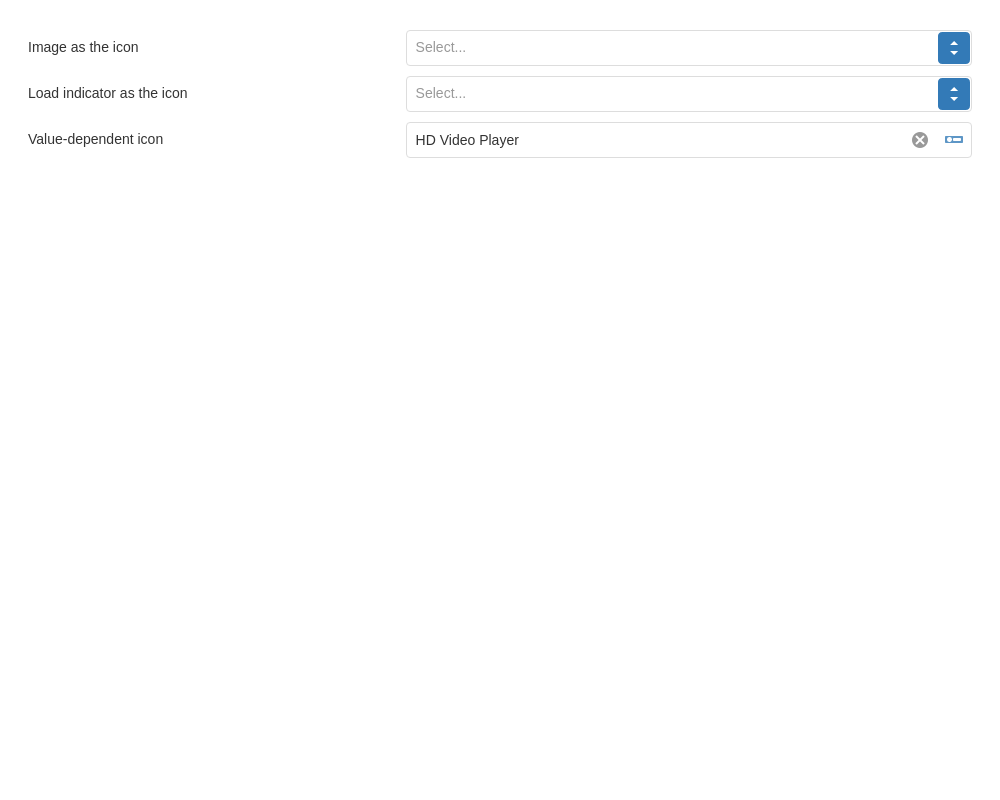 Image as the icon
Select...
Load indicator as the icon
Select...
Value-dependent icon
HD Video Player